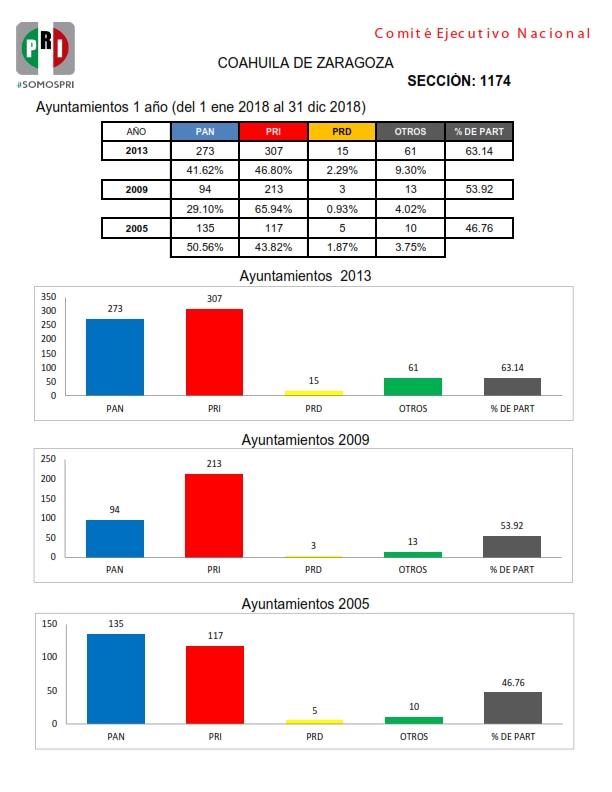 Comité Ejecutivo Nacional
PRI
#SOMOSPRI
COAHUILA DE ZARAGOZA
SECCIÓN: 1174
Ayuntamientos 1 año (del 1 ene 2018 al 31 dic 2018)
AÑO PAN PRI PRD OTROS % DE PART
2013 273 307 15 61 63.14
41.62% 46.80% 2.29% 9.30%
2009 94 213 3 13 53.92
29.10% 65.94% 0.93% 4.02%
2005 135 117 5 10 46.76
50.56% 43.82% 1.87% 3.75%
Ayuntamientos 2013
350
300
250
200
150
100
50
0
273 307 15 61 63.14
PAN PRI PRD OTROS % DE PART
Ayuntamientos 2009
250
200
150
100
50
0
94 213 3 13 53.92
PAN PRI PRD OTROS % DE PART
Ayuntamientos 2005
150
100
50
0
135 117 5 10 46.76
PAN PRI PRD OTROS % DE PART